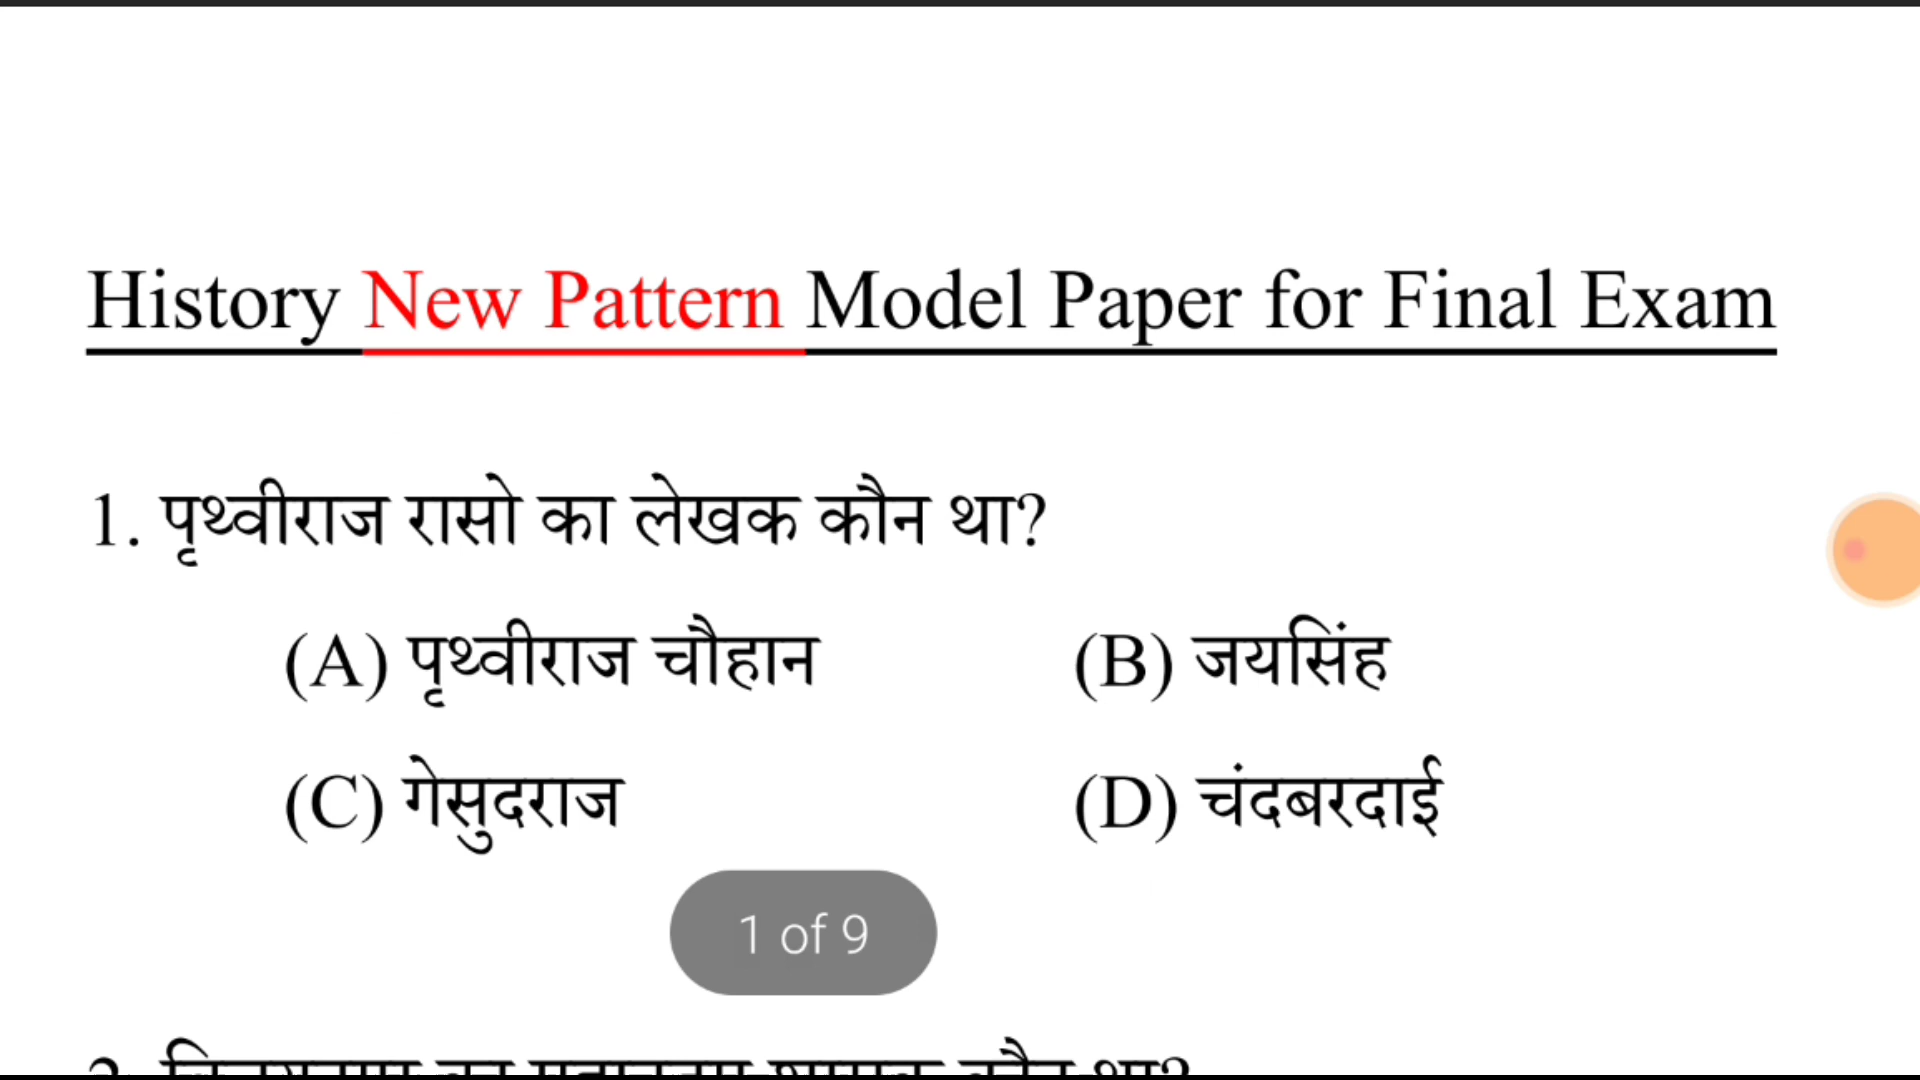 History New Pattern Model Paper for Final Exam
1. पृथ्वीराज रासो का लेखक कौन था?
(A) पृथ्वीराज चौहान (B) जयसिंह
(C) गेसुदराज (D) चंदबरदाई
1 of 9